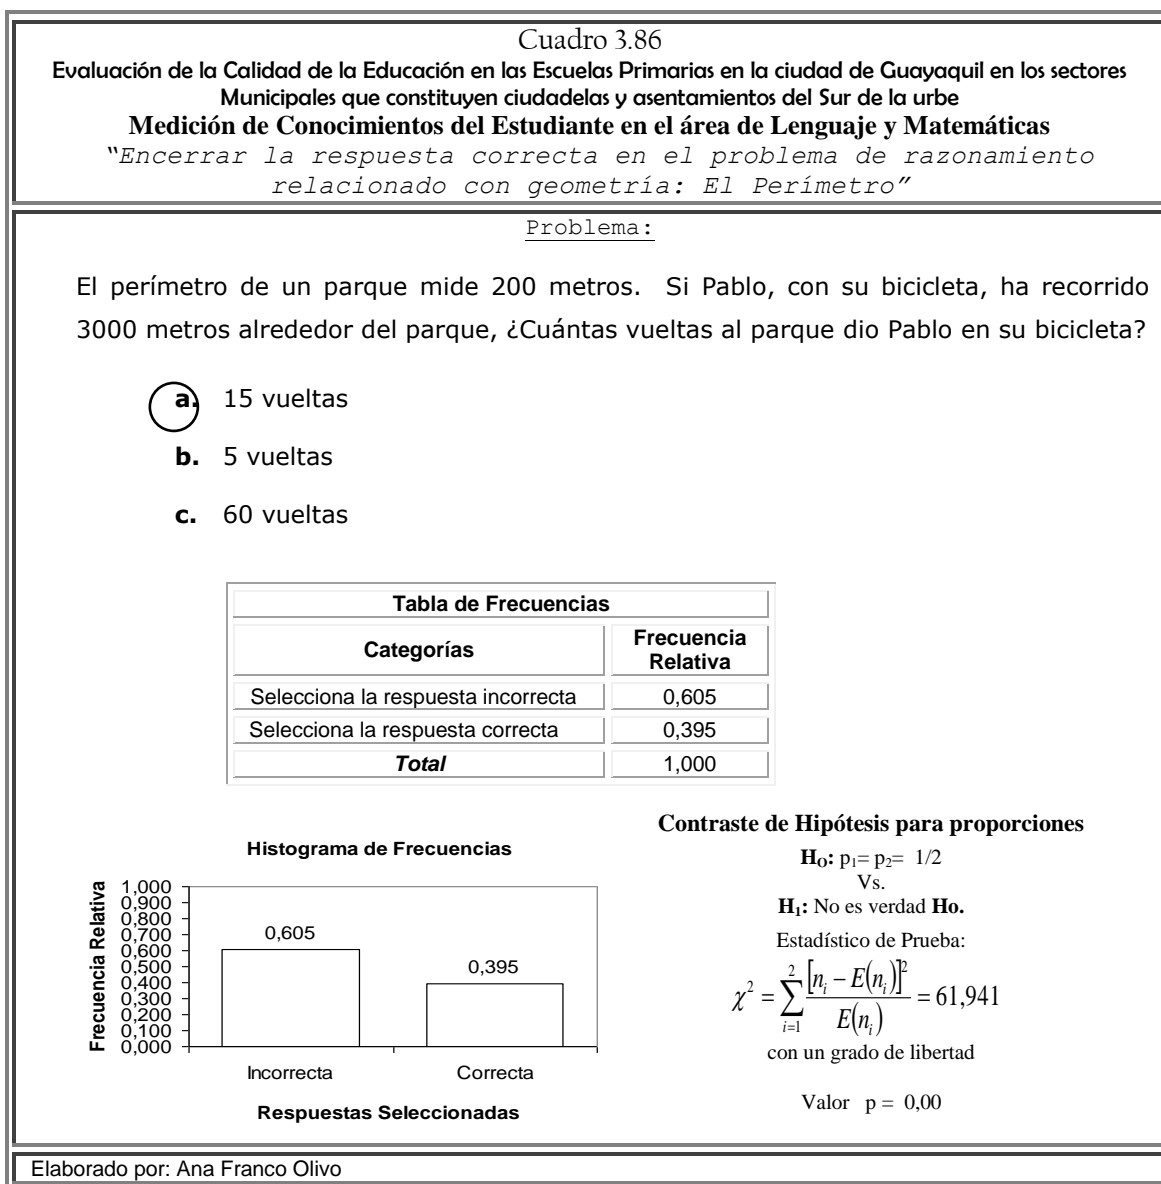 Cuadro 3.86
Evaluación de la Calidad de la Educación en las Escuelas Primarias en la ciudad de Guayaquil en los sectores
Municipales que constituyen ciudadelas y asentamientos del Sur de la urbe
Medición de Conocimientos del Estudiante en el área de Lenguaje y Matemáticas
“Encerrar la respuesta correcta en el problema de razonamiento
relacionado con geometría: El Perímetro”
Problema:
El perímetro de un parque mide 200 metros. Si Pablo, con su bicicleta, ha recorrido
3000 metros alrededor del parque, ¿Cuántas vueltas al parque dio Pablo en su bicicleta?
a. 15 vueltas
b. 5 vueltas
c. 60 vueltas
Tabla de Frecuencias
Categorías Frecuencia Relativa
Selecciona la respuesta incorrecta 0,605
Selecciona la respuesta correcta 0,395
Total 1,000
Histograma de Frecuencias
Frecuencia Relativa
1,000
0,900
0,800
0,700
0,600
0,500
0,400
0,300
0,200
0,100
0,000
0,605
0,395
Incorrecta Correcta
Respuestas Seleccionadas
Contraste de Hipótesis para proporciones
H₀: p₁= p₂= 1/2
Vs.
H₁: No es verdad Ho.
Estadístico de Prueba:
χ² = ∑_{i=1}^{2} [n_i − E(n_i)]² / E(n_i) = 61,941
con un grado de libertad
Valor p = 0,00
Elaborado por: Ana Franco Olivo